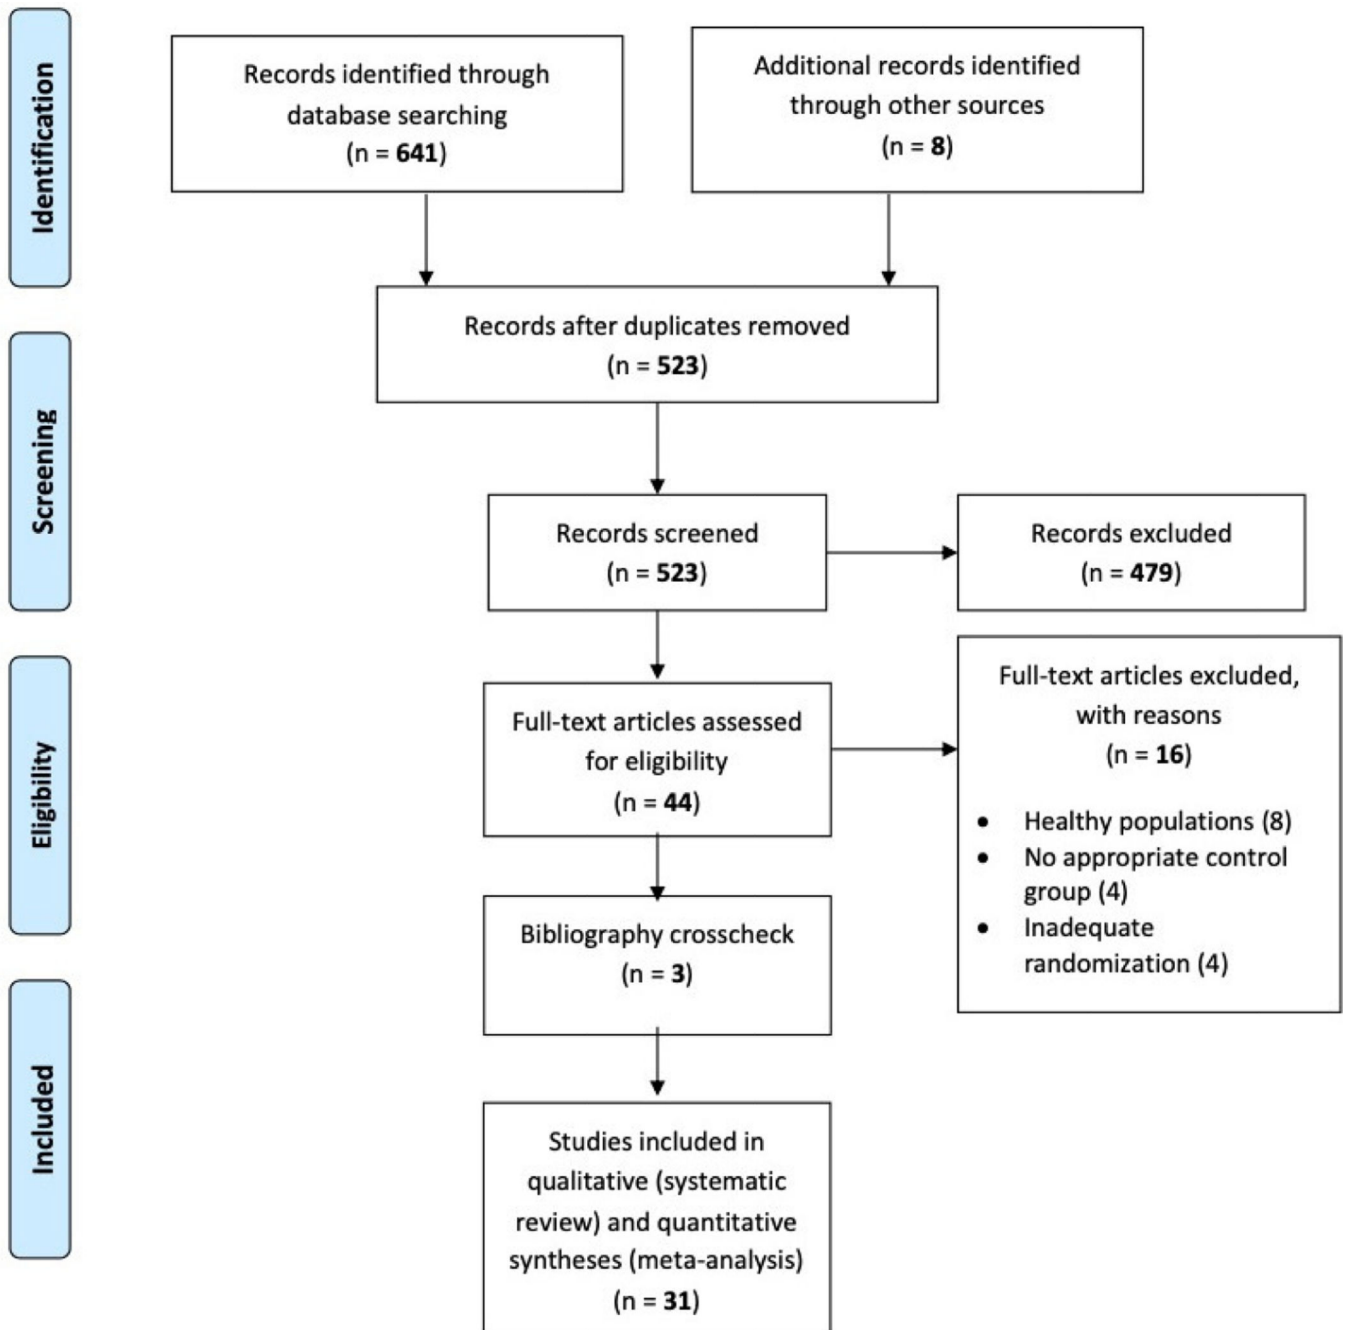 Identification
Records identified through
database searching
(n = 641)
Additional records identified
through other sources
(n = 8)
Records after duplicates removed
(n = 523)
Screening
Records screened
(n = 523)
Records excluded
(n = 479)
Eligibility
Full-text articles assessed
for eligibility
(n = 44)
Full-text articles excluded,
with reasons
(n = 16)
• Healthy populations (8)
• No appropriate control
group (4)
• Inadequate
randomization (4)
Bibliography crosscheck
(n = 3)
Included
Studies included in
qualitative (systematic
review) and quantitative
syntheses (meta-analysis)
(n = 31)